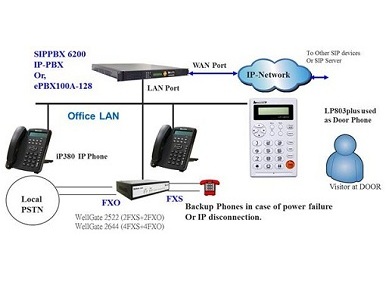 SIPPBX 6200
IP-PBX
Or,
ePBX100A-128
WAN Port
LAN Port
IP-Network
To Other SIP devices
Or SIP Server
Office LAN
LP803plus used
as Door Phone
iP380 IP Phone
Local
PSTN
FXO
FXS
Visitor at DOOR
Backup Phones in case of power failure
Or IP disconnection.
WellGate 2522 (2FXS+2FXO)
WellGate 2644 (4FXS+4FXO)